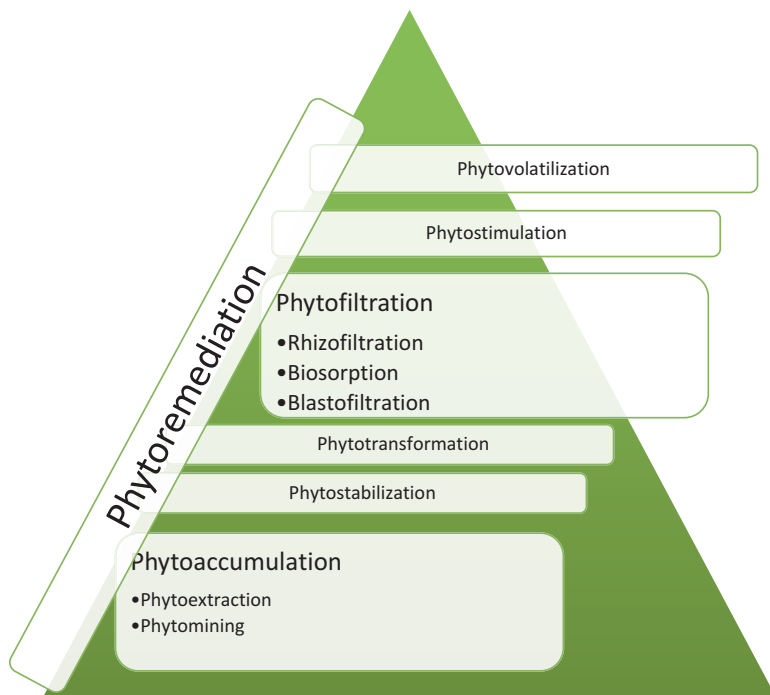 Phytoremediation
Phytovolatilization
Phytostimulation
Phytofiltration
•Rhizofiltration
•Biosorption
•Blastofiltration
Phytotransformation
Phytostabilization
Phytoaccumulation
•Phytoextraction
•Phytomining